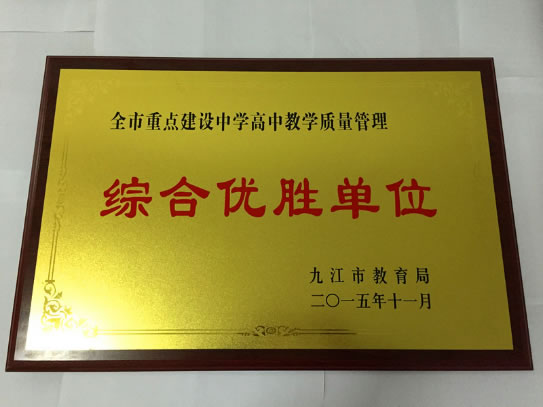 全市重点建设中学高中教学质量管理
综合优胜单位
九江市教育局
二〇一五年十一月